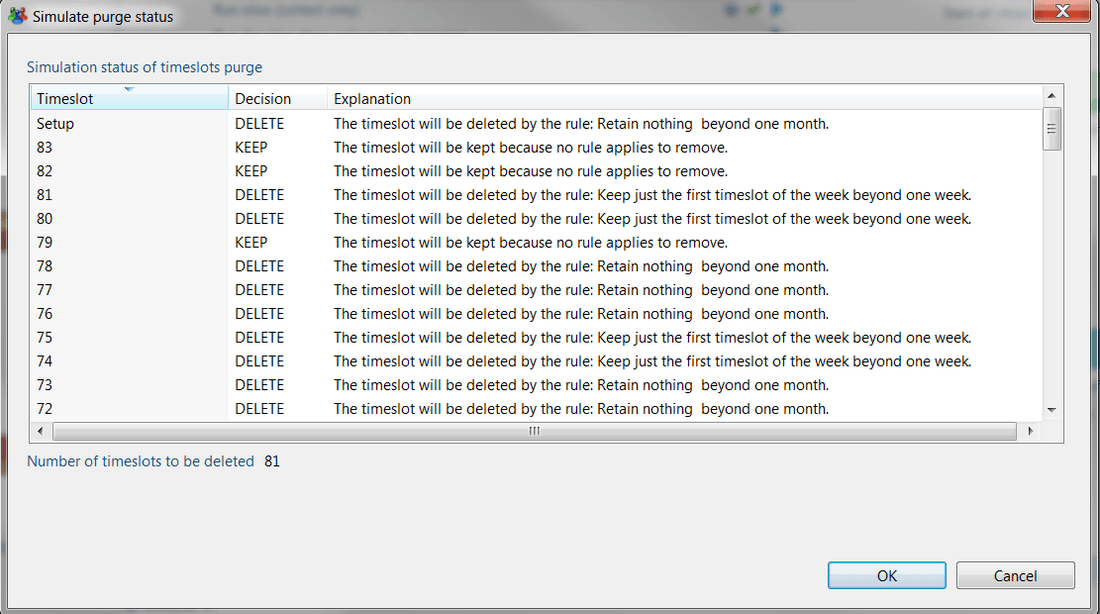 Simulate purge status
Simulation status of timeslots purge
Timeslot Decision Explanation
Setup DELETE The timeslot will be deleted by the rule: Retain nothing  beyond one month.
83 KEEP The timeslot will be kept because no rule applies to remove.
82 KEEP The timeslot will be kept because no rule applies to remove.
81 DELETE The timeslot will be deleted by the rule: Keep just the first timeslot of the week beyond one week.
80 DELETE The timeslot will be deleted by the rule: Keep just the first timeslot of the week beyond one week.
79 KEEP The timeslot will be kept because no rule applies to remove.
78 DELETE The timeslot will be deleted by the rule: Retain nothing  beyond one month.
77 DELETE The timeslot will be deleted by the rule: Retain nothing  beyond one month.
76 DELETE The timeslot will be deleted by the rule: Retain nothing  beyond one month.
75 DELETE The timeslot will be deleted by the rule: Keep just the first timeslot of the week beyond one week.
74 DELETE The timeslot will be deleted by the rule: Keep just the first timeslot of the week beyond one week.
73 DELETE The timeslot will be deleted by the rule: Retain nothing  beyond one month.
72 DELETE The timeslot will be deleted by the rule: Retain nothing  beyond one month.
Number of timeslots to be deleted 81
OK Cancel